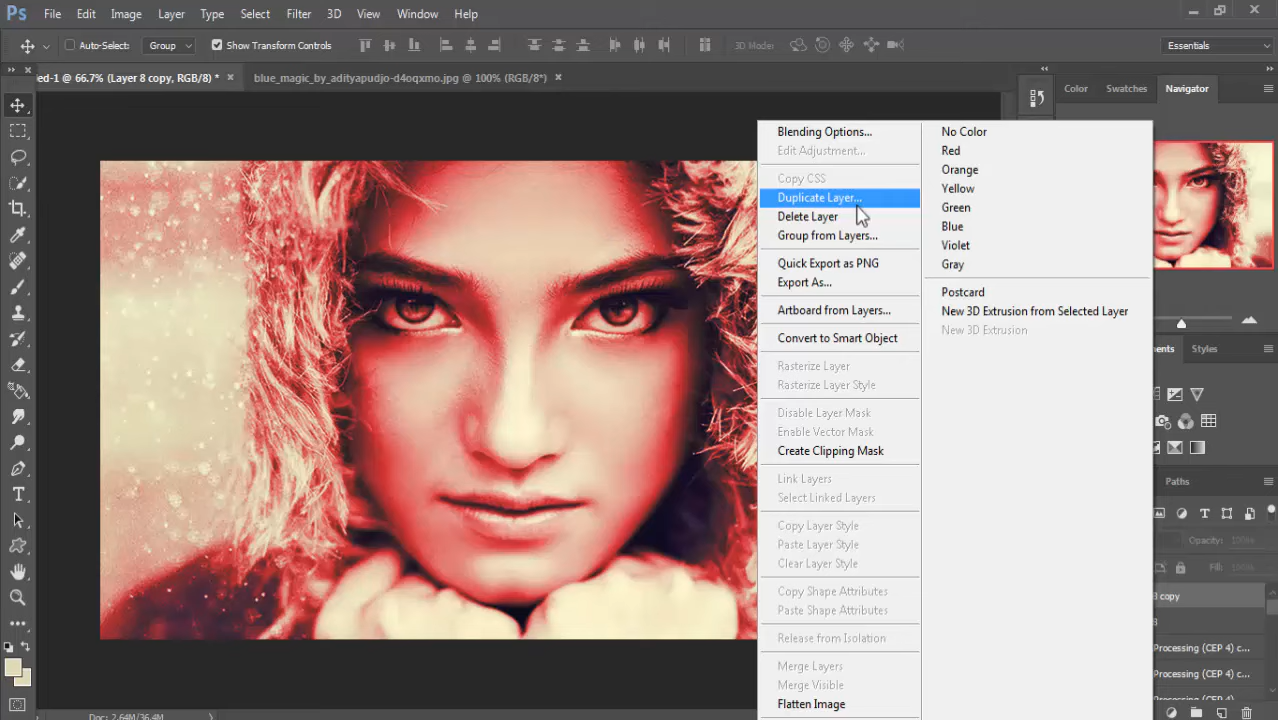 Ps File Edit Image Layer Type Select Filter 3D View Window Help
Auto-Select: Group Show Transform Controls 3D Mode: Essentials
ed-1 @ 66.7% (Layer 8 copy, RGB/8) * × blue_magic_by_adityapudjo-d4oqxmo.jpg @ 100% (RGB/8*) ×
Color Swatches Navigator
Blending Options...
Edit Adjustment...
Copy CSS
Duplicate Layer...
Delete Layer
Group from Layers...
Quick Export as PNG
Export As...
Artboard from Layers...
Convert to Smart Object
Rasterize Layer
Rasterize Layer Style
Disable Layer Mask
Enable Vector Mask
Create Clipping Mask
Link Layers
Select Linked Layers
Copy Layer Style
Paste Layer Style
Clear Layer Style
Copy Shape Attributes
Paste Shape Attributes
Release from Isolation
Merge Layers
Merge Visible
Flatten Image
No Color
Red
Orange
Yellow
Green
Blue
Violet
Gray
Postcard
New 3D Extrusion from Selected Layer
New 3D Extrusion
ments Styles
Paths
Opacity: 100%
Fill: 100%
8 copy
8
Processing (CEP 4) c...
Processing (CEP 4) c...
Doc: 2.64M/36.4M